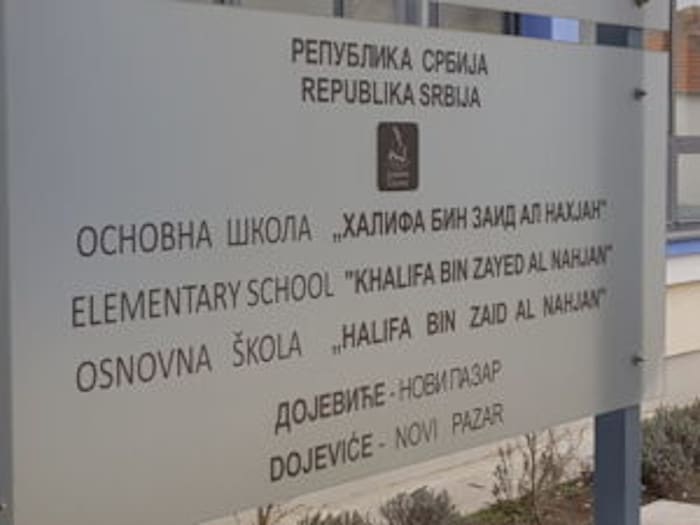 РЕПУБЛИКА СРБИЈА
REPUBLIKA SRBIJA
ОСНОВНА ШКОЛА „ХАЛИФА БИН ЗАИД АЛ НАХЈАН"
ELEMENTARY SCHOOL "KHALIFA BIN ZAYED AL NAHJAN"
OSNOVNA ŠKOLA „HALIFA BIN ZAID AL NAHJAN"
ДОЈЕВИЋЕ - НОВИ ПАЗАР
DOJEVIĆE - NOVI PAZAR